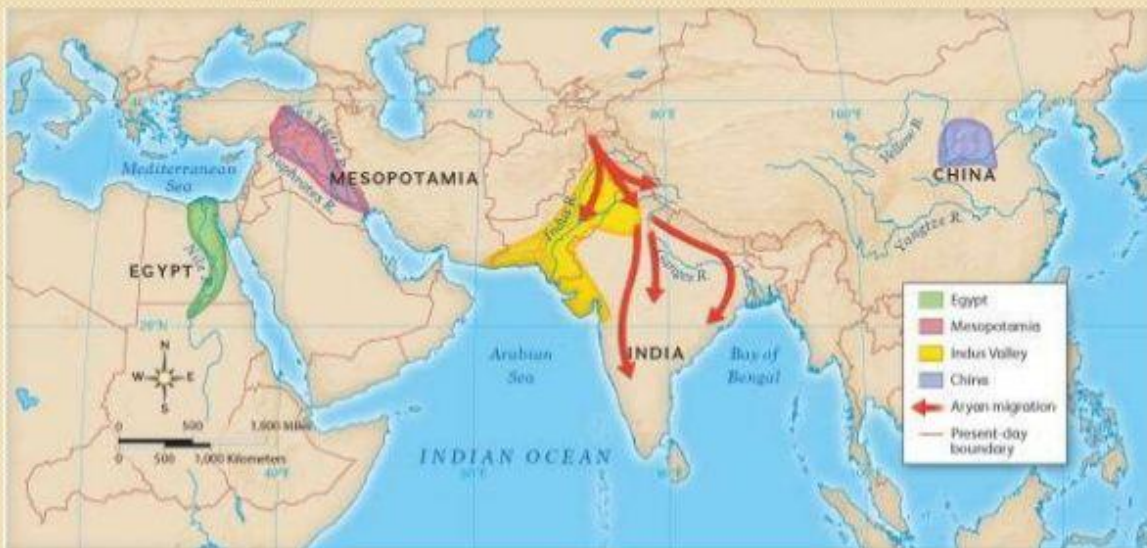 Mediterranean
Sea
Tigris R.
Euphrates R.
MESOPOTAMIA
EGYPT
Nile R.
60°E
80°E
100°E
120°E
Indus R.
Ganges R.
Yellow R.
CHINA
Yangtze R.
20°N
N
W E
S
Arabian
Sea
INDIA
Bay of
Bengal
0 500 1,000 Miles
0 500 1,000 Kilometers
40°E
INDIAN OCEAN
Egypt
Mesopotamia
Indus Valley
China
Aryan migration
Present-day
boundary